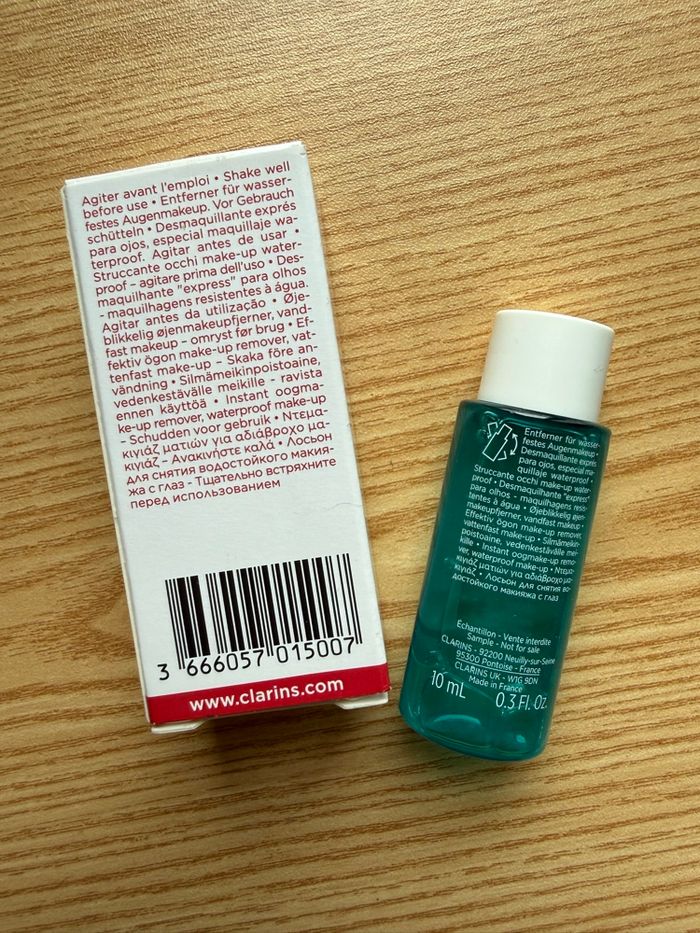 Agiter avant l'emploi • Shake well
before use • Entferner für wasser-
festes Augenmakeup. Vor Gebrauch
schütteln • Desmaquillante exprés
para ojos, especial maquillaje wa-
terproof. Agitar antes de usar •
Struccante occhi make-up water-
proof – agitare prima dell'uso • Des-
maquilhante "express" para olhos
- maquilhagens resistentes à água.
Agitar antes da utilização • Øje-
blikkelig øjenmakeupfjerner, vand-
fast makeup – omryst før brug • Ef-
fektiv ögon make-up remover, vat-
tenfast make-up – Skaka före an-
vändning • Silmämeikinpoistoaine,
vedenkestävälle meikille - ravista
ennen käyttöä • Instant oogma-
ke-up remover, waterproof make-up
- Schudden voor gebruik • Ντεμα-
κιγιάζ ματιών για αδιάβροχο μα-
κιγιάζ – Ανακινήστε καλά • Лосьон
для снятия водостойкого макия-
жа с глаз - Тщательно встряхните
перед использованием
3 666057 015007
www.clarins.com
Entferner für wasser-
festes Augenmakeup •
Desmaquillante exprés
para ojos, especial ma-
quillaje waterproof •
Struccante occhi make-up water-
proof • Desmaquilhante "express"
para olhos - maquilhagens resis-
tentes à água • Øjeblikkelig øjen-
makeupfjerner, vandfast makeup •
Effektiv ögon make-up remover,
vattenfast make-up • Silmämeikin-
poistoaine, vedenkestävälle mei-
kille • Instant oogmake-up remo-
ver, waterproof make-up • Ντεμα-
κιγιάζ ματιών για αδιάβροχο μα-
κιγιάζ • Лосьон для снятия во-
достойкого макияжа с глаз
Échantillon - Vente interdite
Sample - Not for sale
CLARINS - 92200 Neuilly-sur-Seine
95300 Pontoise - France
CLARINS UK - W1G 9DN
Made in France
10 mL 0.3 Fl. Oz.